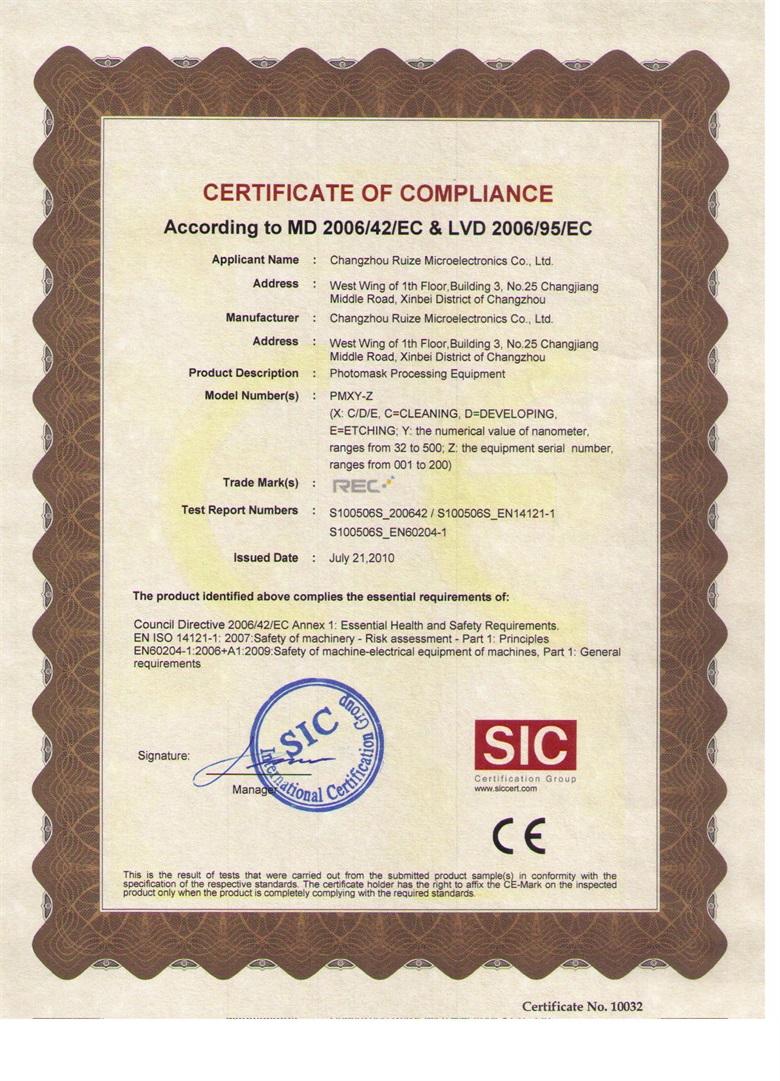 CERTIFICATE OF COMPLIANCE
According to MD 2006/42/EC & LVD 2006/95/EC
Applicant Name : Changzhou Ruize Microelectronics Co., Ltd.
Address : West Wing of 1th Floor,Building 3, No.25 Changjiang
Middle Road, Xinbei District of Changzhou
Manufacturer : Changzhou Ruize Microelectronics Co., Ltd.
Address : West Wing of 1th Floor,Building 3, No.25 Changjiang
Middle Road, Xinbei District of Changzhou
Product Description : Photomask Processing Equipment
Model Number(s) : PMXY-Z
(X: C/D/E, C=CLEANING, D=DEVELOPING,
E=ETCHING; Y: the numerical value of nanometer,
ranges from 32 to 500; Z: the equipment serial number,
ranges from 001 to 200)
Trade Mark(s) : REC
Test Report Numbers : S100506S_200642 / S100506S_EN14121-1
S100506S_EN60204-1
Issued Date : July 21,2010
The product identified above complies the essential requirements of:
Council Directive 2006/42/EC Annex 1: Essential Health and Safety Requirements.
EN ISO 14121-1: 2007:Safety of machinery - Risk assessment - Part 1: Principles
EN60204-1:2006+A1:2009:Safety of machine-electrical equipment of machines, Part 1: General
requirements
SIC
International Certification Group
Signature:
Manager
SIC
Certification Group
www.siccert.com
CE
This is the result of tests that were carried out from the submitted product sample(s) in conformity with the
specification of the respective standards. The certificate holder has the right to affix the CE-Mark on the inspected
product only when the product is completely complying with the required standards.
Certificate No. 10032